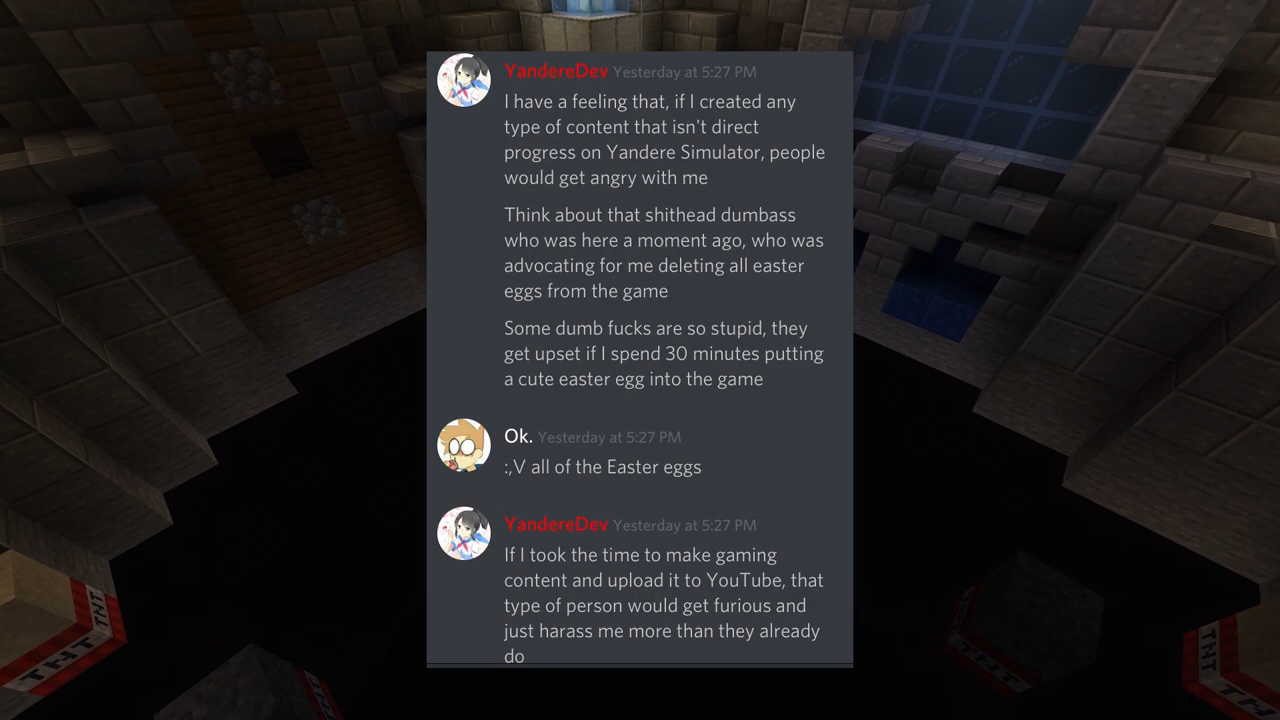 YandereDev Yesterday at 5:27 PM
I have a feeling that, if I created any
type of content that isn't direct
progress on Yandere Simulator, people
would get angry with me
Think about that shithead dumbass
who was here a moment ago, who was
advocating for me deleting all easter
eggs from the game
Some dumb fucks are so stupid, they
get upset if I spend 30 minutes putting
a cute easter egg into the game
Ok. Yesterday at 5:27 PM
:,V all of the Easter eggs
YandereDev Yesterday at 5:27 PM
If I took the time to make gaming
content and upload it to YouTube, that
type of person would get furious and
just harass me more than they already
do
TNT
TNT
TNT
TNT
TNT